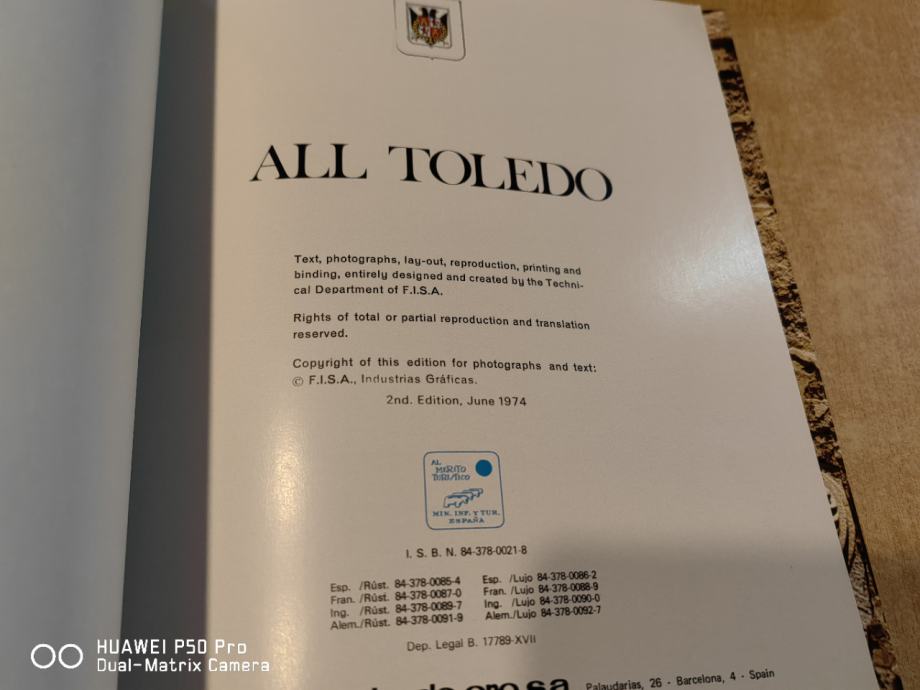 ALL TOLEDO
Text, photographs, lay-out, reproduction, printing and
binding, entirely designed and created by the Techni-
cal Department of F.I.S.A.
Rights of total or partial reproduction and translation
reserved.
Copyright of this edition for photographs and text:
© F.I.S.A., Industrias Gráficas.
2nd. Edition, June 1974
AL
MERITO
TURISTICO
MIN. INF. Y TUR.
ESPAÑA
I. S. B. N. 84-378-0021-8
Esp. /Rúst. 84-378-0085-4 Esp. /Lujo 84-378-0086-2
Fran. /Rúst. 84-378-0087-0 Fran. /Lujo 84-378-0088-9
Ing. /Rúst. 84-378-0089-7 Ing. /Lujo 84-378-0090-0
Alem./Rúst. 84-378-0091-9 Alem./Lujo 84-378-0092-7
Dep. Legal B. 17789-XVII
de oro s.a. Palaudarias, 26 - Barcelona, 4 - Spain
HUAWEI P50 Pro
Dual-Matrix Camera